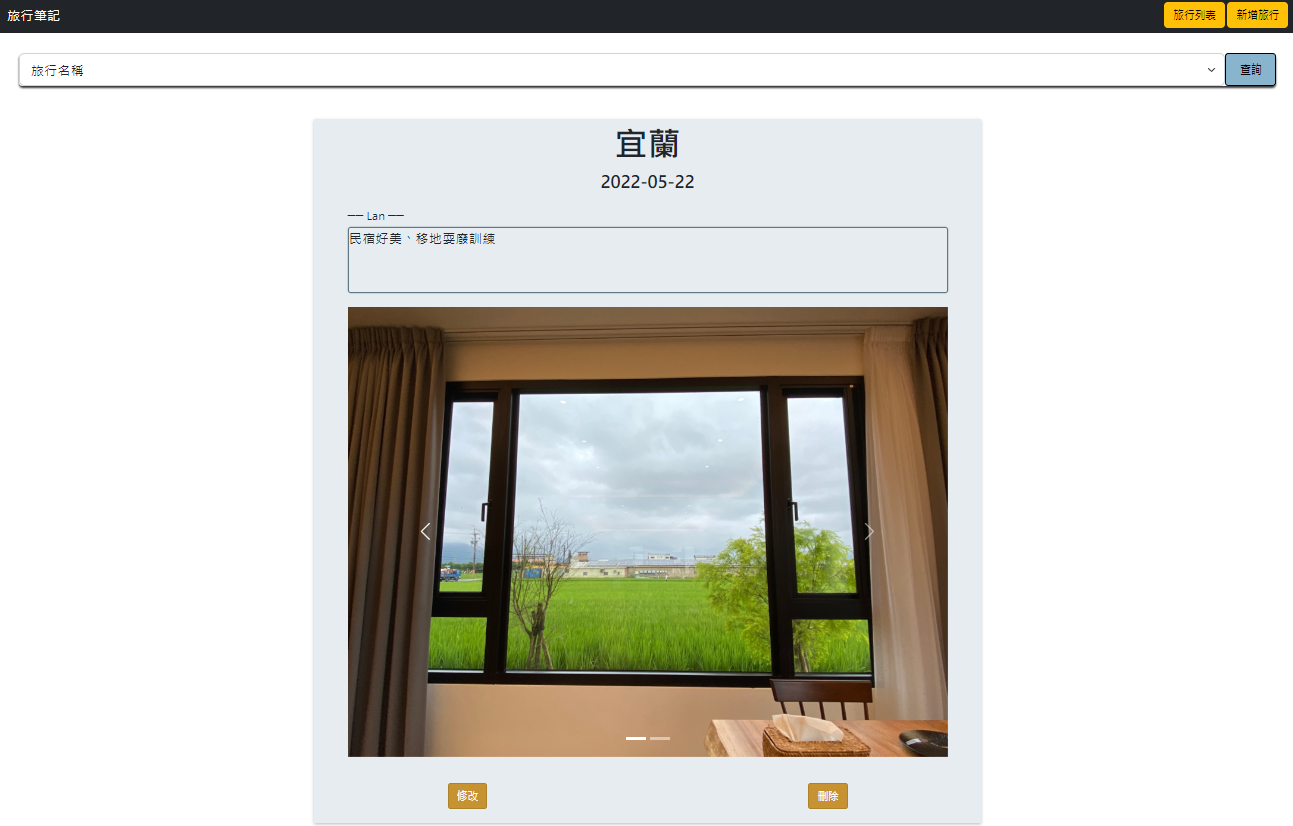 旅行筆記
旅行列表 新增旅行
旅行名稱
查詢
宜蘭
2022-05-22
── Lan ──
民宿好美、移地耍廢訓練
修改 刪除